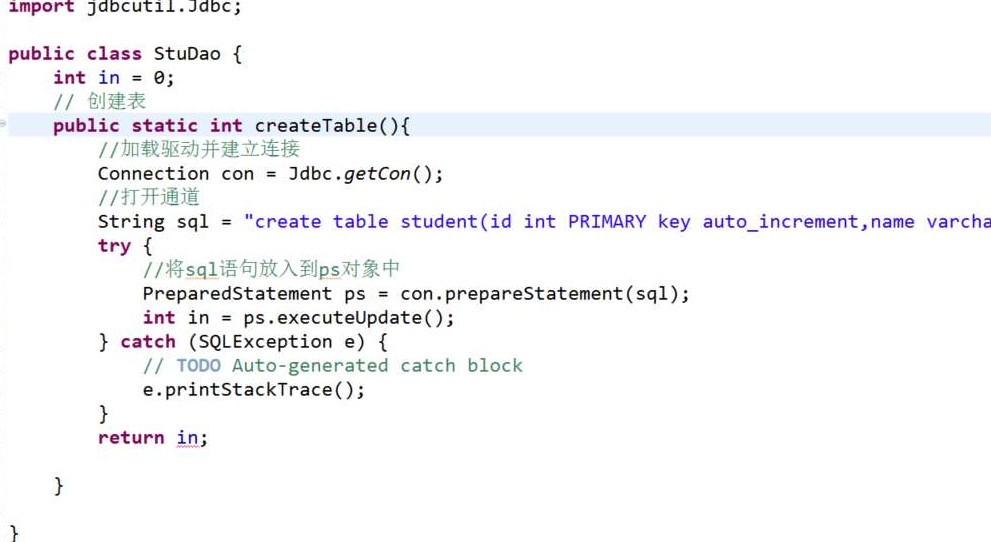 import jdbcutil.Jdbc;
public class StuDao {
int in = 0;
// 创建表
public static int createTable(){
//加载驱动并建立连接
Connection con = Jdbc.getCon();
//打开通道
String sql = "create table student(id int PRIMARY key auto_increment,name varcha
try {
//将sql语句放入到ps对象中
PreparedStatement ps = con.prepareStatement(sql);
int in = ps.executeUpdate();
} catch (SQLException e) {
// TODO Auto-generated catch block
e.printStackTrace();
}
return in;
}
}